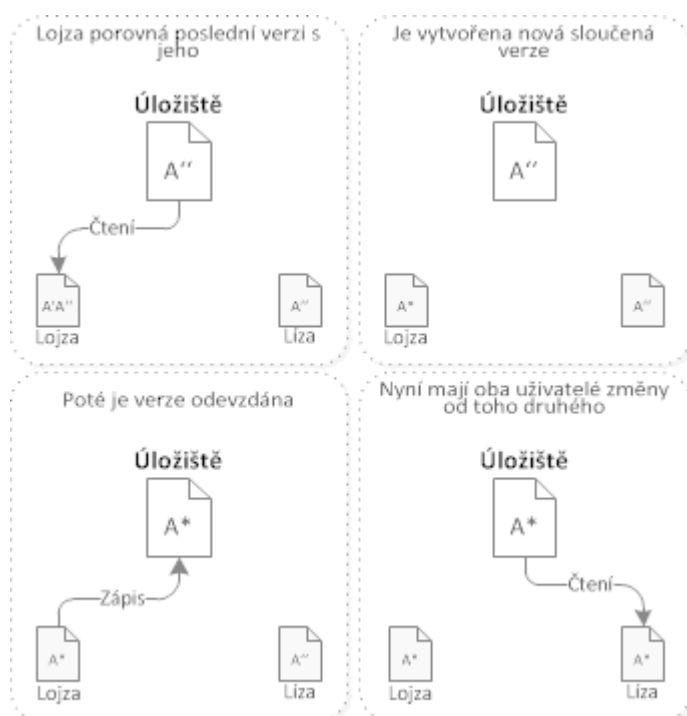 Lojza porovná poslední verzi s
jeho
Úložiště
A’’
Čtení
A’A’’
Lojza
A’’
Líza
Je vytvořena nová sloučená
verze
Úložiště
A’’
A*
Lojza
A’’
Poté je verze odevzdána
Úložiště
A*
Zápis
A*
Lojza
A’’
Líza
Nyní mají oba uživatelé změny
od toho druhého
Úložiště
A*
Čtení
A*
Lojza
A*
Líza